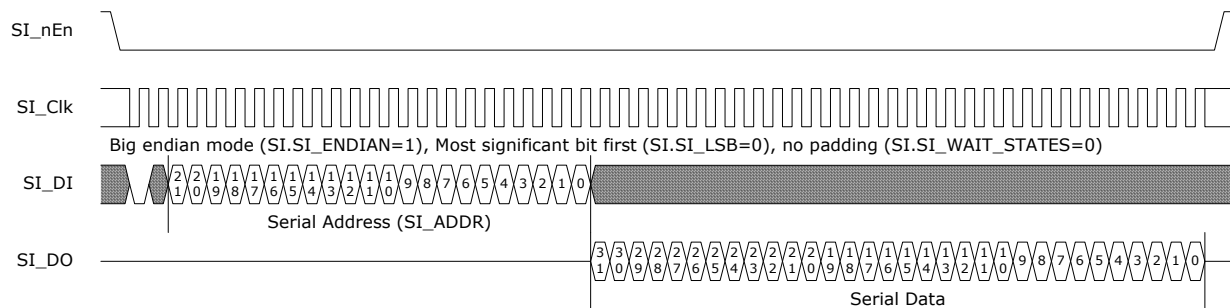 SI_nEn
SI_Clk
Big endian mode (SI.SI_ENDIAN=1), Most significant bit first (SI.SI_LSB=0), no padding (SI.SI_WAIT_STATES=0)
SI_DI 21 20 19 18 17 16 15 14 13 12 11 10 9 8 7 6 5 4 3 2 1 0
Serial Address (SI_ADDR)
SI_DO 31 30 29 28 27 26 25 24 23 22 21 20 19 18 17 16 15 14 13 12 11 10 9 8 7 6 5 4 3 2 1 0
Serial Data